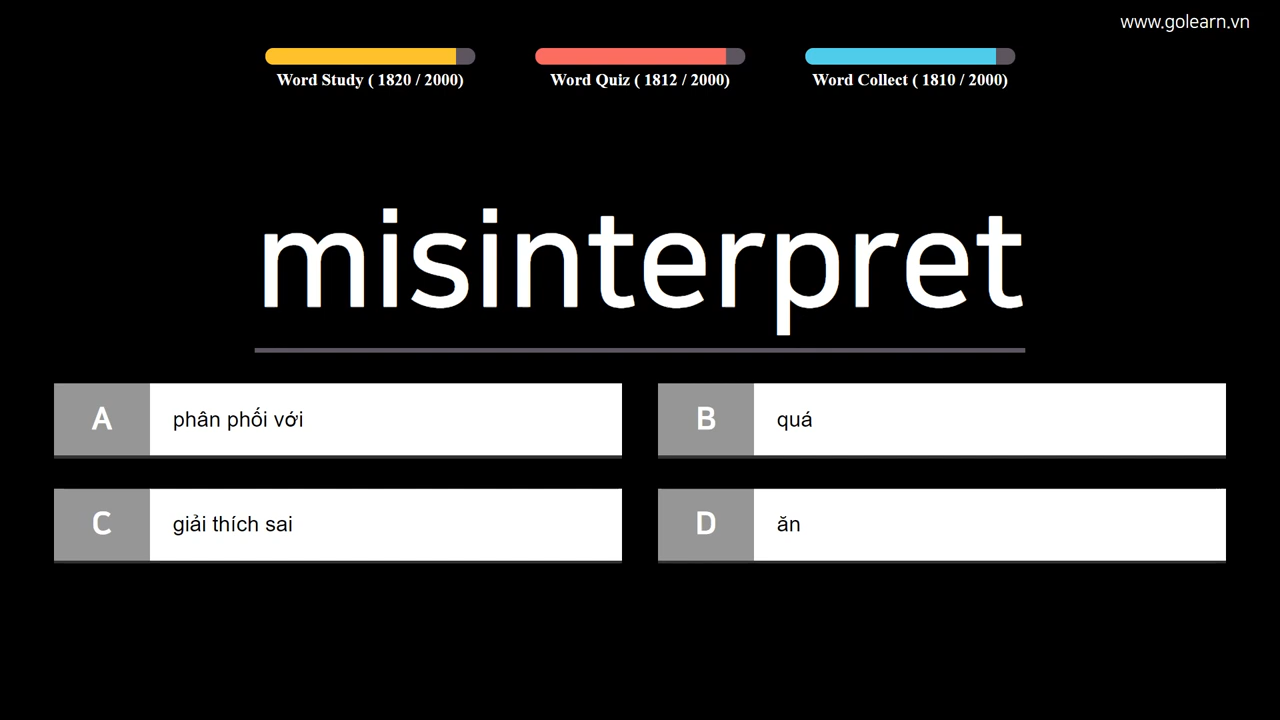 www.golearn.vn
Word Study ( 1820 / 2000)
Word Quiz ( 1812 / 2000)
Word Collect ( 1810 / 2000)
misinterpret
A phân phối với
B quá
C giải thích sai
D ăn